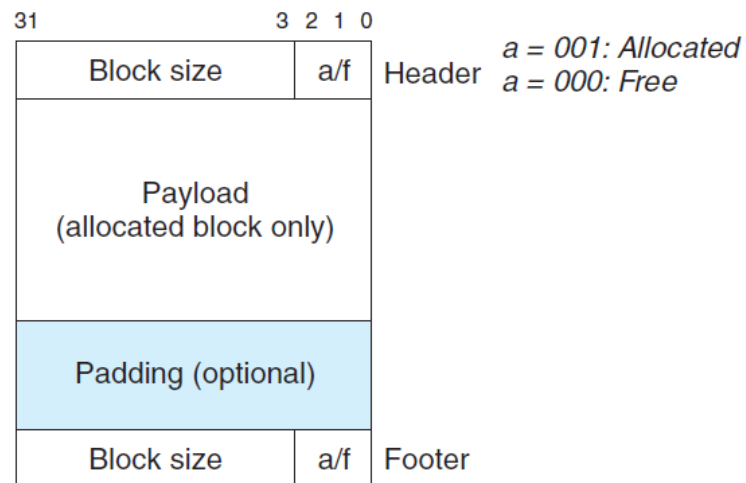 31 3 2 1 0
Block size a/f Header a = 001: Allocated
a = 000: Free
Payload
(allocated block only)
Padding (optional)
Block size a/f Footer